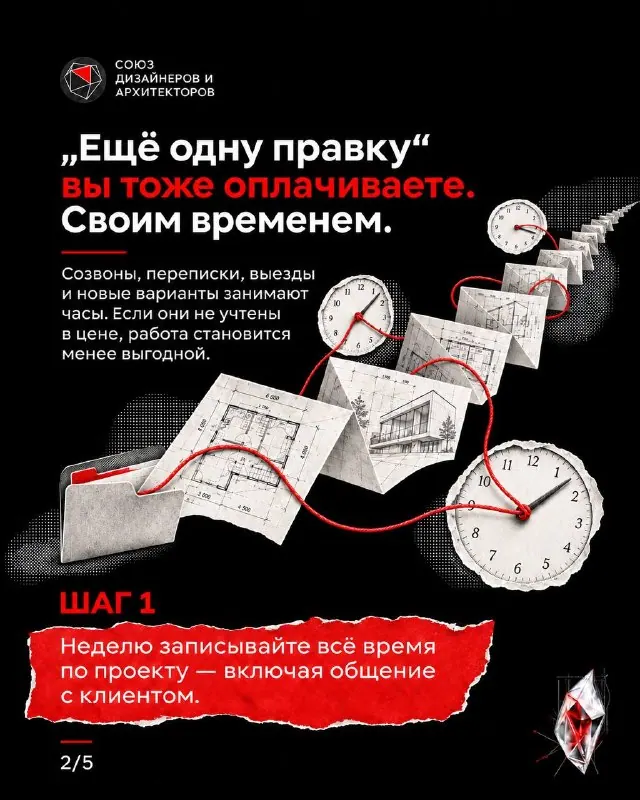 СОЮЗ
ДИЗАЙНЕРОВ И
АРХИТЕКТОРОВ
„Ещё одну правку“
вы тоже оплачиваете.
Своим временем.
Созвоны, переписки, выезды
и новые варианты занимают
часы. Если они не учтены
в цене, работа становится
менее выгодной.
ШАГ 1
Неделю записывайте всё время
по проекту — включая общение
с клиентом.
2/5